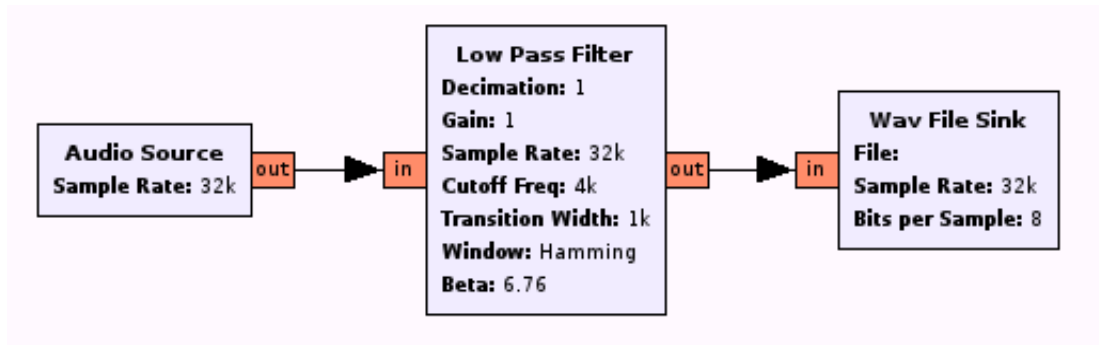 Audio Source
Sample Rate: 32k
out
in
Low Pass Filter
Decimation: 1
Gain: 1
Sample Rate: 32k
Cutoff Freq: 4k
Transition Width: 1k
Window: Hamming
Beta: 6.76
out
in
Wav File Sink
File:
Sample Rate: 32k
Bits per Sample: 8